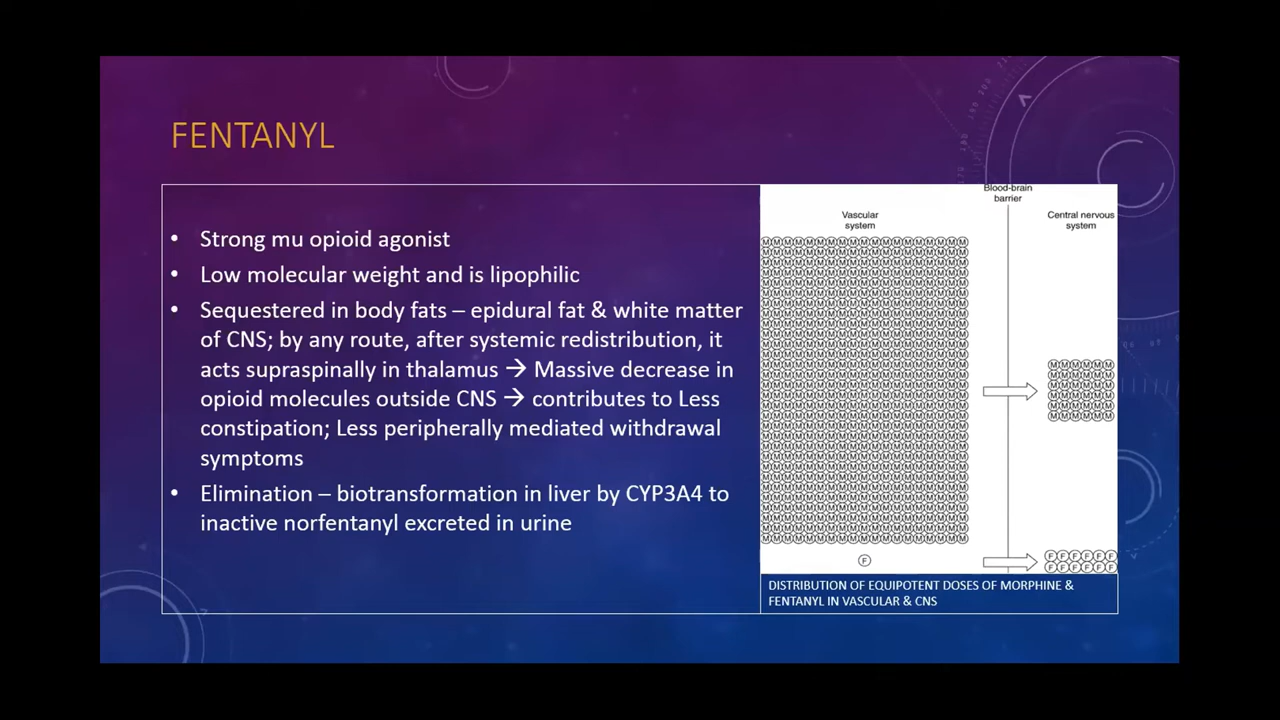 FENTANYL
• Strong mu opioid agonist
• Low molecular weight and is lipophilic
• Sequestered in body fats – epidural fat & white matter
of CNS; by any route, after systemic redistribution, it
acts supraspinally in thalamus → Massive decrease in
opioid molecules outside CNS → contributes to Less
constipation; Less peripherally mediated withdrawal
symptoms
• Elimination – biotransformation in liver by CYP3A4 to
inactive norfentanyl excreted in urine
Blood-brain
barrier
Vascular
system
Central nervous
system
F
F F F F F F
F F F F F F
DISTRIBUTION OF EQUIPOTENT DOSES OF MORPHINE &
FENTANYL IN VASCULAR & CNS